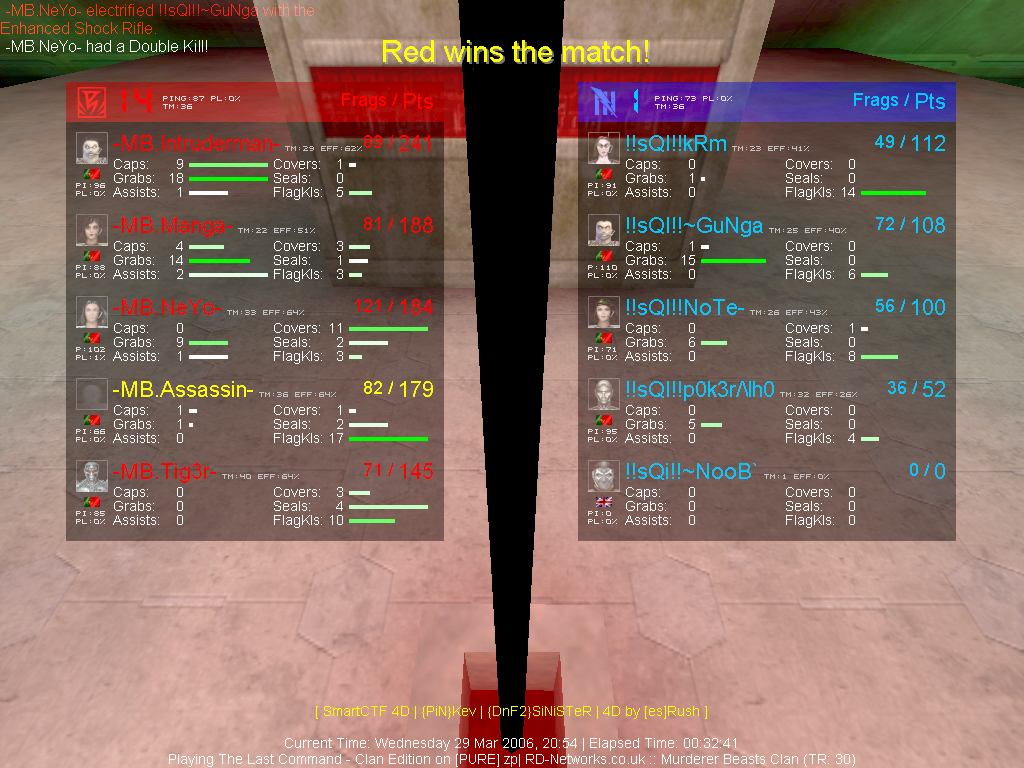 -MB.NeYo- electrified !!sQI!!~GuNga with the
Enhanced Shock Rifle.
-MB.NeYo- had a Double Kill!
Red wins the match!
14 PING:87 PL:0% TM:36 Frags / Pts
-MB.Intruderman- TM:29 EFF:62% 69 / 241
Caps: 9 Covers: 1
Grabs: 18 Seals: 0
Assists: 1 FlagKls: 5
PI:96
PL:0%
-MB.Manga- TM:22 EFF:51% 81 / 188
Caps: 4 Covers: 3
Grabs: 14 Seals: 1
Assists: 2 FlagKls: 3
PI:88
PL:0%
-MB.NeYo- TM:33 EFF:64% 121 / 184
Caps: 0 Covers: 11
Grabs: 9 Seals: 2
Assists: 1 FlagKls: 3
PI:102
PL:1%
-MB.Assassin- TM:36 EFF:64% 82 / 179
Caps: 1 Covers: 1
Grabs: 1 Seals: 2
Assists: 0 FlagKls: 17
PI:66
PL:0%
-MB.Tig3r- TM:40 EFF:64% 71 / 145
Caps: 0 Covers: 3
Grabs: 0 Seals: 4
Assists: 0 FlagKls: 10
PI:85
PL:0%
1 PING:73 PL:0% TM:36 Frags / Pts
!!sQI!!kRm TM:23 EFF:41% 49 / 112
Caps: 0 Covers: 0
Grabs: 1 Seals: 0
Assists: 0 FlagKls: 14
PI:91
PL:0%
!!sQI!!~GuNga TM:25 EFF:40% 72 / 108
Caps: 1 Covers: 0
Grabs: 15 Seals: 0
Assists: 0 FlagKls: 6
PI:110
PL:0%
!!sQI!!NoTe- TM:26 EFF:43% 56 / 100
Caps: 0 Covers: 1
Grabs: 6 Seals: 0
Assists: 0 FlagKls: 8
PI:71
PL:0%
!!sQI!!p0k3r/\lh0 TM:32 EFF:26% 36 / 52
Caps: 0 Covers: 0
Grabs: 5 Seals: 0
Assists: 0 FlagKls: 4
PI:95
PL:0%
!!sQi!!~NooB` TM:1 EFF:0% 0 / 0
Caps: 0 Covers: 0
Grabs: 0 Seals: 0
Assists: 0 FlagKls: 0
PI:0
PL:0%
[ SmartCTF 4D | {PiN}Kev | {DnF2}SiNiSTeR | 4D by [es]Rush ]
Current Time: Wednesday 29 Mar 2006, 20:54 | Elapsed Time: 00:32:41
Playing The Last Command - Clan Edition on [PURE] zp| RD-Networks.co.uk :: Murderer Beasts Clan (TR: 30)